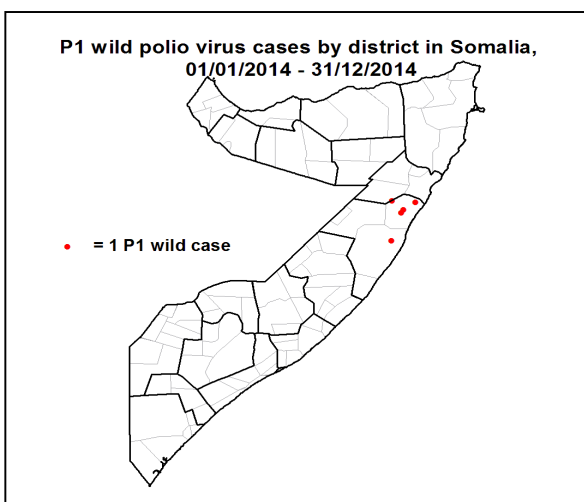 P1 wild polio virus cases by district in Somalia,
01/01/2014 - 31/12/2014
= 1 P1 wild case